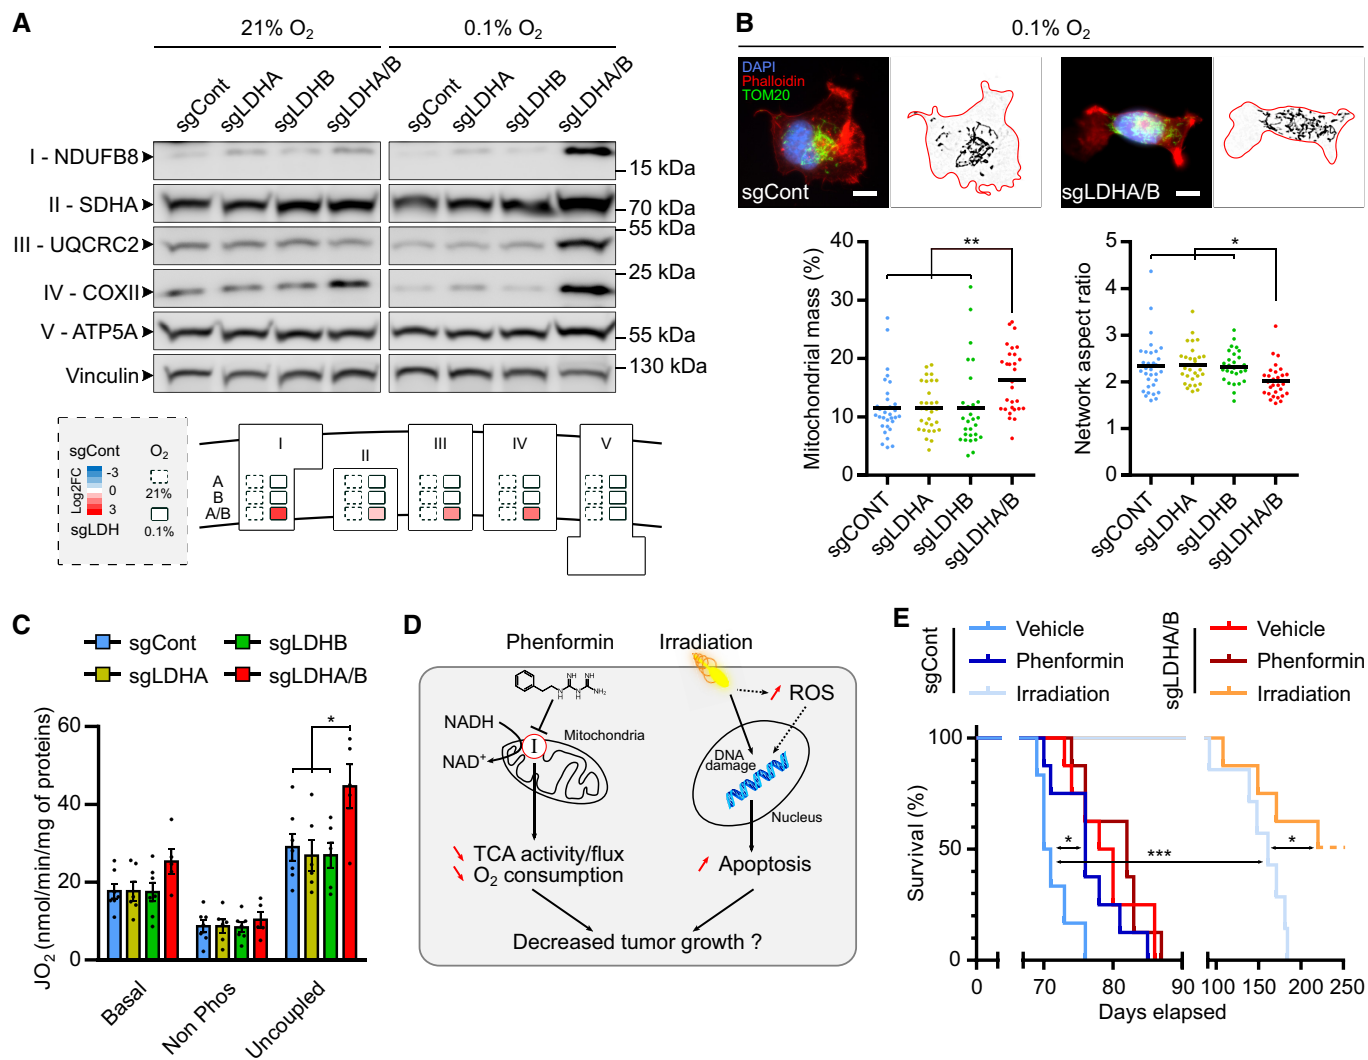 A
21% O₂
0.1% O₂
sgCont
sgLDHA
sgLDHB
sgLDHA/B
sgCont
sgLDHA
sgLDHB
sgLDHA/B
I - NDUFB8
15 kDa
II - SDHA
70 kDa
III - UQCRC2
55 kDa
IV - COXII
25 kDa
V - ATP5A
55 kDa
Vinculin
130 kDa
sgCont
O₂
Log2FC
-3
0
3
21%
sgLDH
0.1%
I
II
III
IV
V
A
B
A/B
B
0.1% O₂
DAPI
Phalloidin
TOM20
sgCont
sgLDHA/B
Mitochondrial mass (%)
40
30
20
10
0
**
sgCONT
sgLDHA
sgLDHB
sgLDHA/B
Network aspect ratio
5
4
3
2
1
0
*
sgCONT
sgLDHA
sgLDHB
sgLDHA/B
C
sgCont
sgLDHB
sgLDHA
sgLDHA/B
JO₂ (nmol/min/mg of proteins)
60
40
20
0
*
Basal
Non Phos
Uncoupled
D
Phenformin
Irradiation
NH
NH
N
H
N
H
NH₂
ROS
NADH
NAD⁺
I
Mitochondria
DNA
damage
Nucleus
TCA activity/flux
O₂ consumption
Apoptosis
Decreased tumor growth ?
E
sgCont
Vehicle
Phenformin
Irradiation
sgLDHA/B
Vehicle
Phenformin
Irradiation
Survival (%)
100
50
0
*
***
*
0
70
80
90
100
150
200
250
Days elapsed